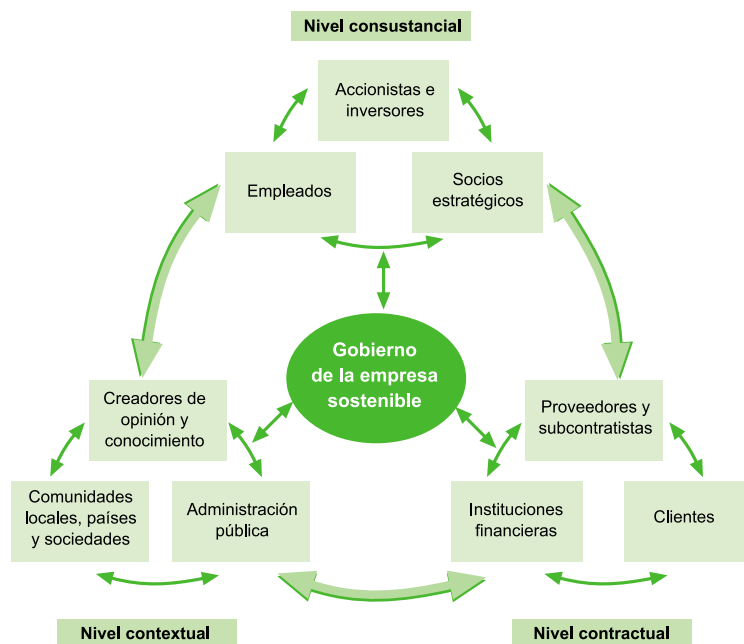 Nivel consustancial
Accionistas e
inversores
Empleados
Socios
estratégicos
Gobierno
de la empresa
sostenible
Creadores de
opinión y
conocimiento
Proveedores y
subcontratistas
Comunidades
locales, países
y sociedades
Administración
pública
Instituciones
financieras
Clientes
Nivel contextual
Nivel contractual